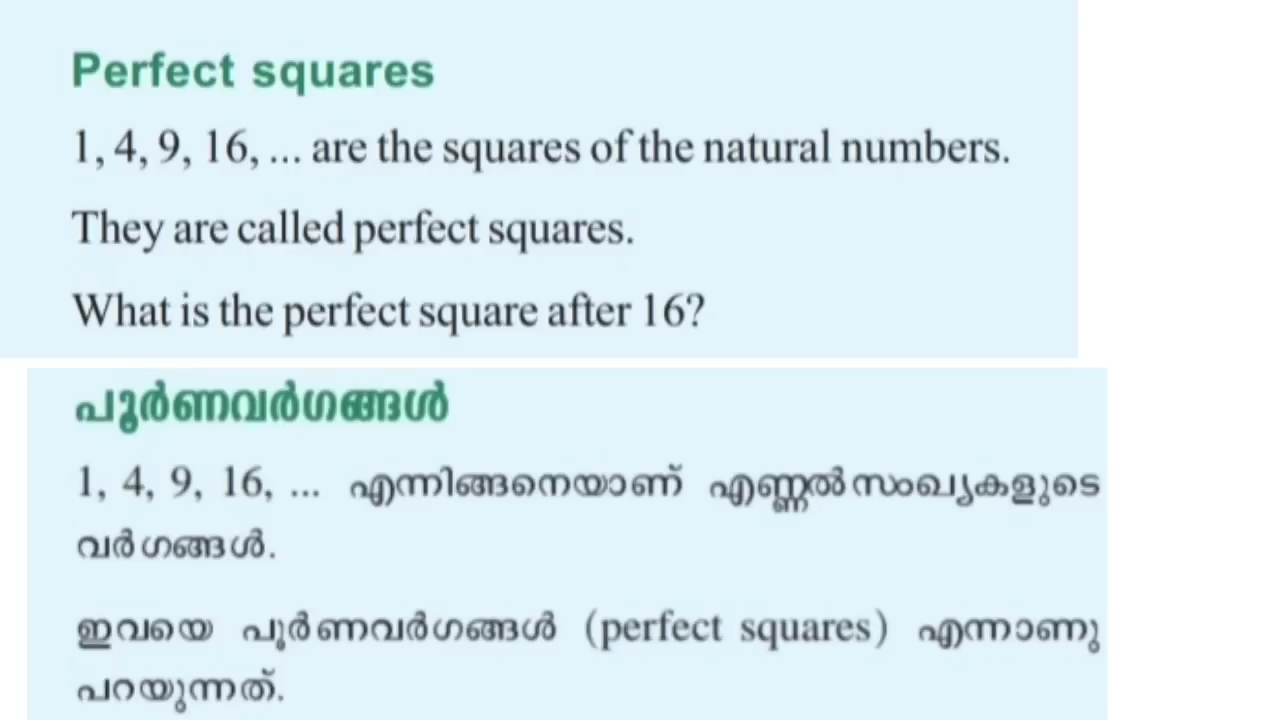 Perfect squares
1, 4, 9, 16, ... are the squares of the natural numbers.
They are called perfect squares.
What is the perfect square after 16?
പൂർണവർഗങ്ങൾ
1, 4, 9, 16, ... എന്നിങ്ങനെയാണ് എണ്ണൽസംഖ്യകളുടെ
വർഗങ്ങൾ.
ഇവയെ പൂർണവർഗങ്ങൾ (perfect squares) എന്നാണു
പറയുന്നത്.